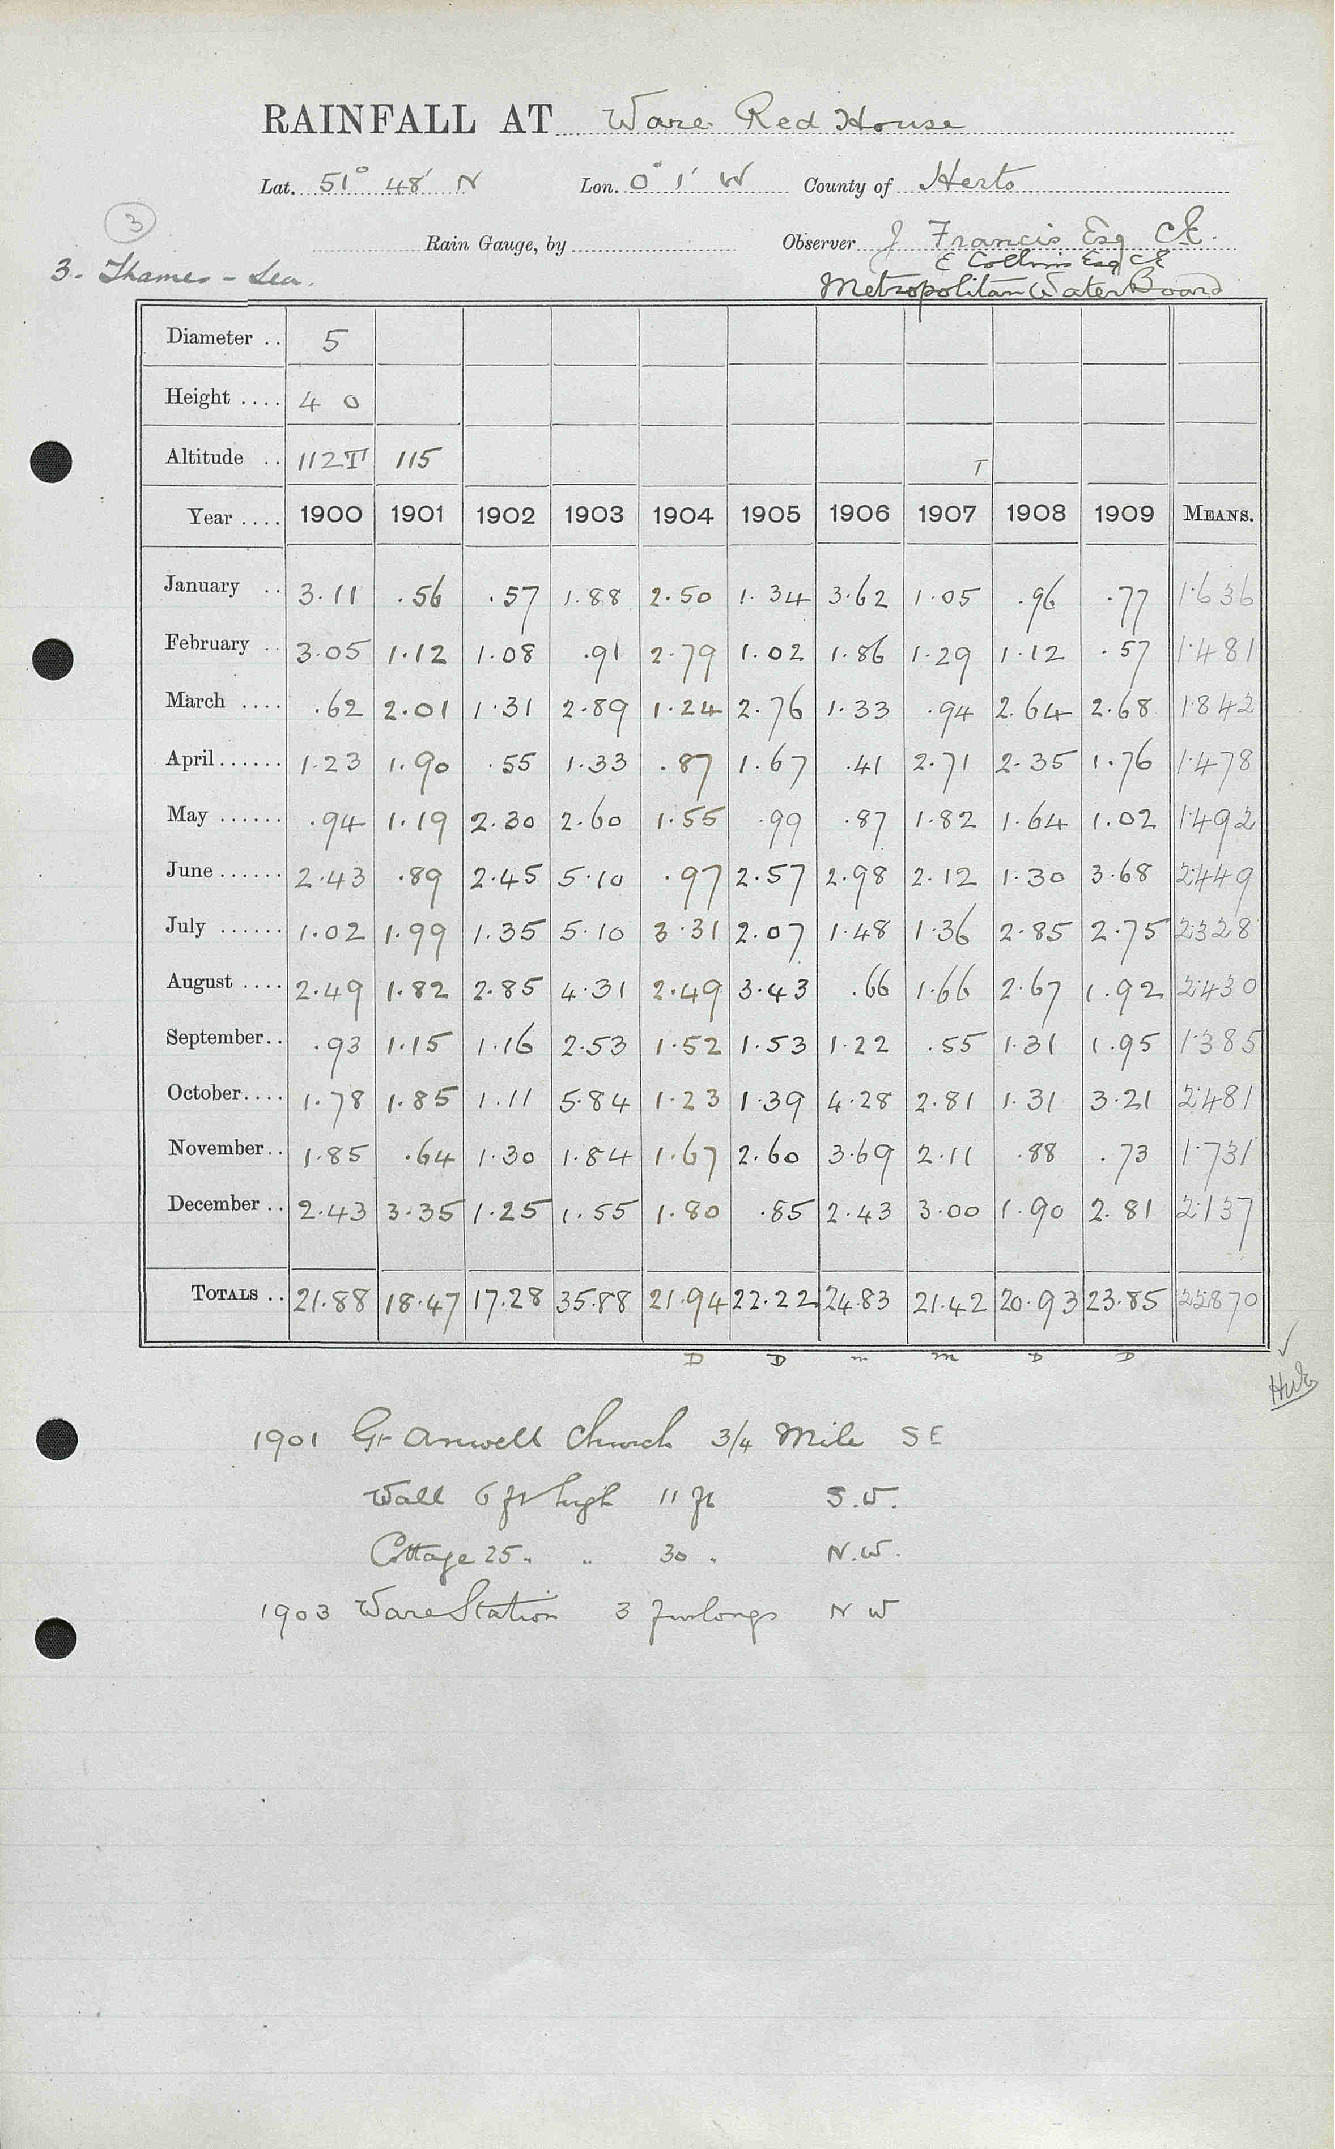 RAINFALL AT Ware Red House
Lat. 51° 48' N Lon. 0° 1' W County of Herts
3
Rain Gauge, by Observer J Francis Esq CE.
E Collins Esq CE
3. Thames - Lea.
Metropolitan Water Board
Diameter .. 5
Height .... 4 0
Altitude .. 112T 115 T
Year .... 1900 1901 1902 1903 1904 1905 1906 1907 1908 1909 MEANS.
January .. 3.11 .56 .57 1.88 2.50 1.34 3.62 1.05 .96 .77 1.636
February .. 3.05 1.12 1.08 .91 2.79 1.02 1.86 1.29 1.12 .57 1.481
March .... .62 2.01 1.31 2.89 1.24 2.76 1.33 .94 2.64 2.68 1.842
April...... 1.23 1.90 .55 1.33 .87 1.67 .41 2.71 2.35 1.76 1.478
May ...... .94 1.19 2.30 2.60 1.55 .99 .87 1.82 1.64 1.02 1.492
June ...... 2.43 .89 2.45 5.10 .97 2.57 2.98 2.12 1.30 3.68 2.449
July ...... 1.02 1.99 1.35 5.10 3.31 2.07 1.48 1.36 2.85 2.75 2.328
August .... 2.49 1.82 2.85 4.31 2.49 3.43 .66 1.66 2.67 1.92 2.430
September.. .93 1.15 1.16 2.53 1.52 1.53 1.22 .55 1.31 1.95 1.385
October.... 1.78 1.85 1.11 5.84 1.23 1.39 4.28 2.81 1.31 3.21 2.481
November.. 1.85 .64 1.30 1.84 1.67 2.60 3.69 2.11 .88 .73 1.731
December .. 2.43 3.35 1.25 1.55 1.80 .85 2.43 3.00 1.90 2.81 2.137
TOTALS .. 21.88 18.47 17.28 35.88 21.94 22.22 24.83 21.42 20.93 23.85 22.870
D D m m D D
1901 Gt Amwell Church 3/4 Mile SE
Wall 6 ft high 11 ft S.W.
Cottage 25 " " 30 " N.W.
1903 Ware Station 3 furlongs N W